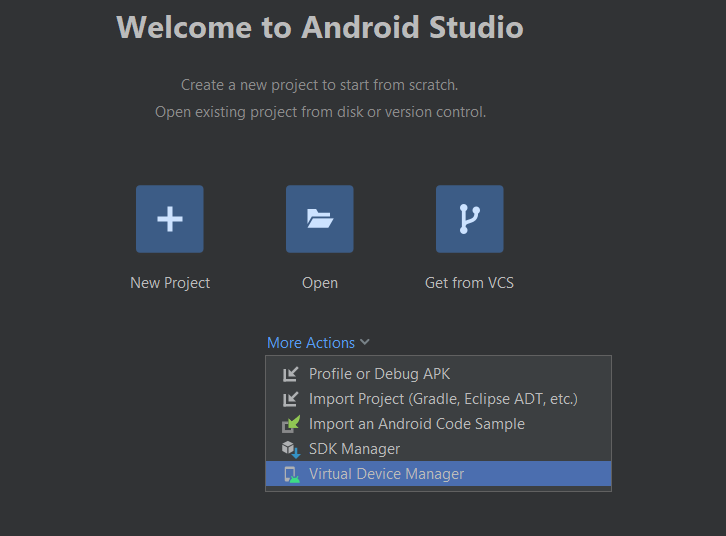 Welcome to Android Studio
Create a new project to start from scratch.
Open existing project from disk or version control.
New Project
Open
Get from VCS
More Actions
Profile or Debug APK
Import Project (Gradle, Eclipse ADT, etc.)
Import an Android Code Sample
SDK Manager
Virtual Device Manager